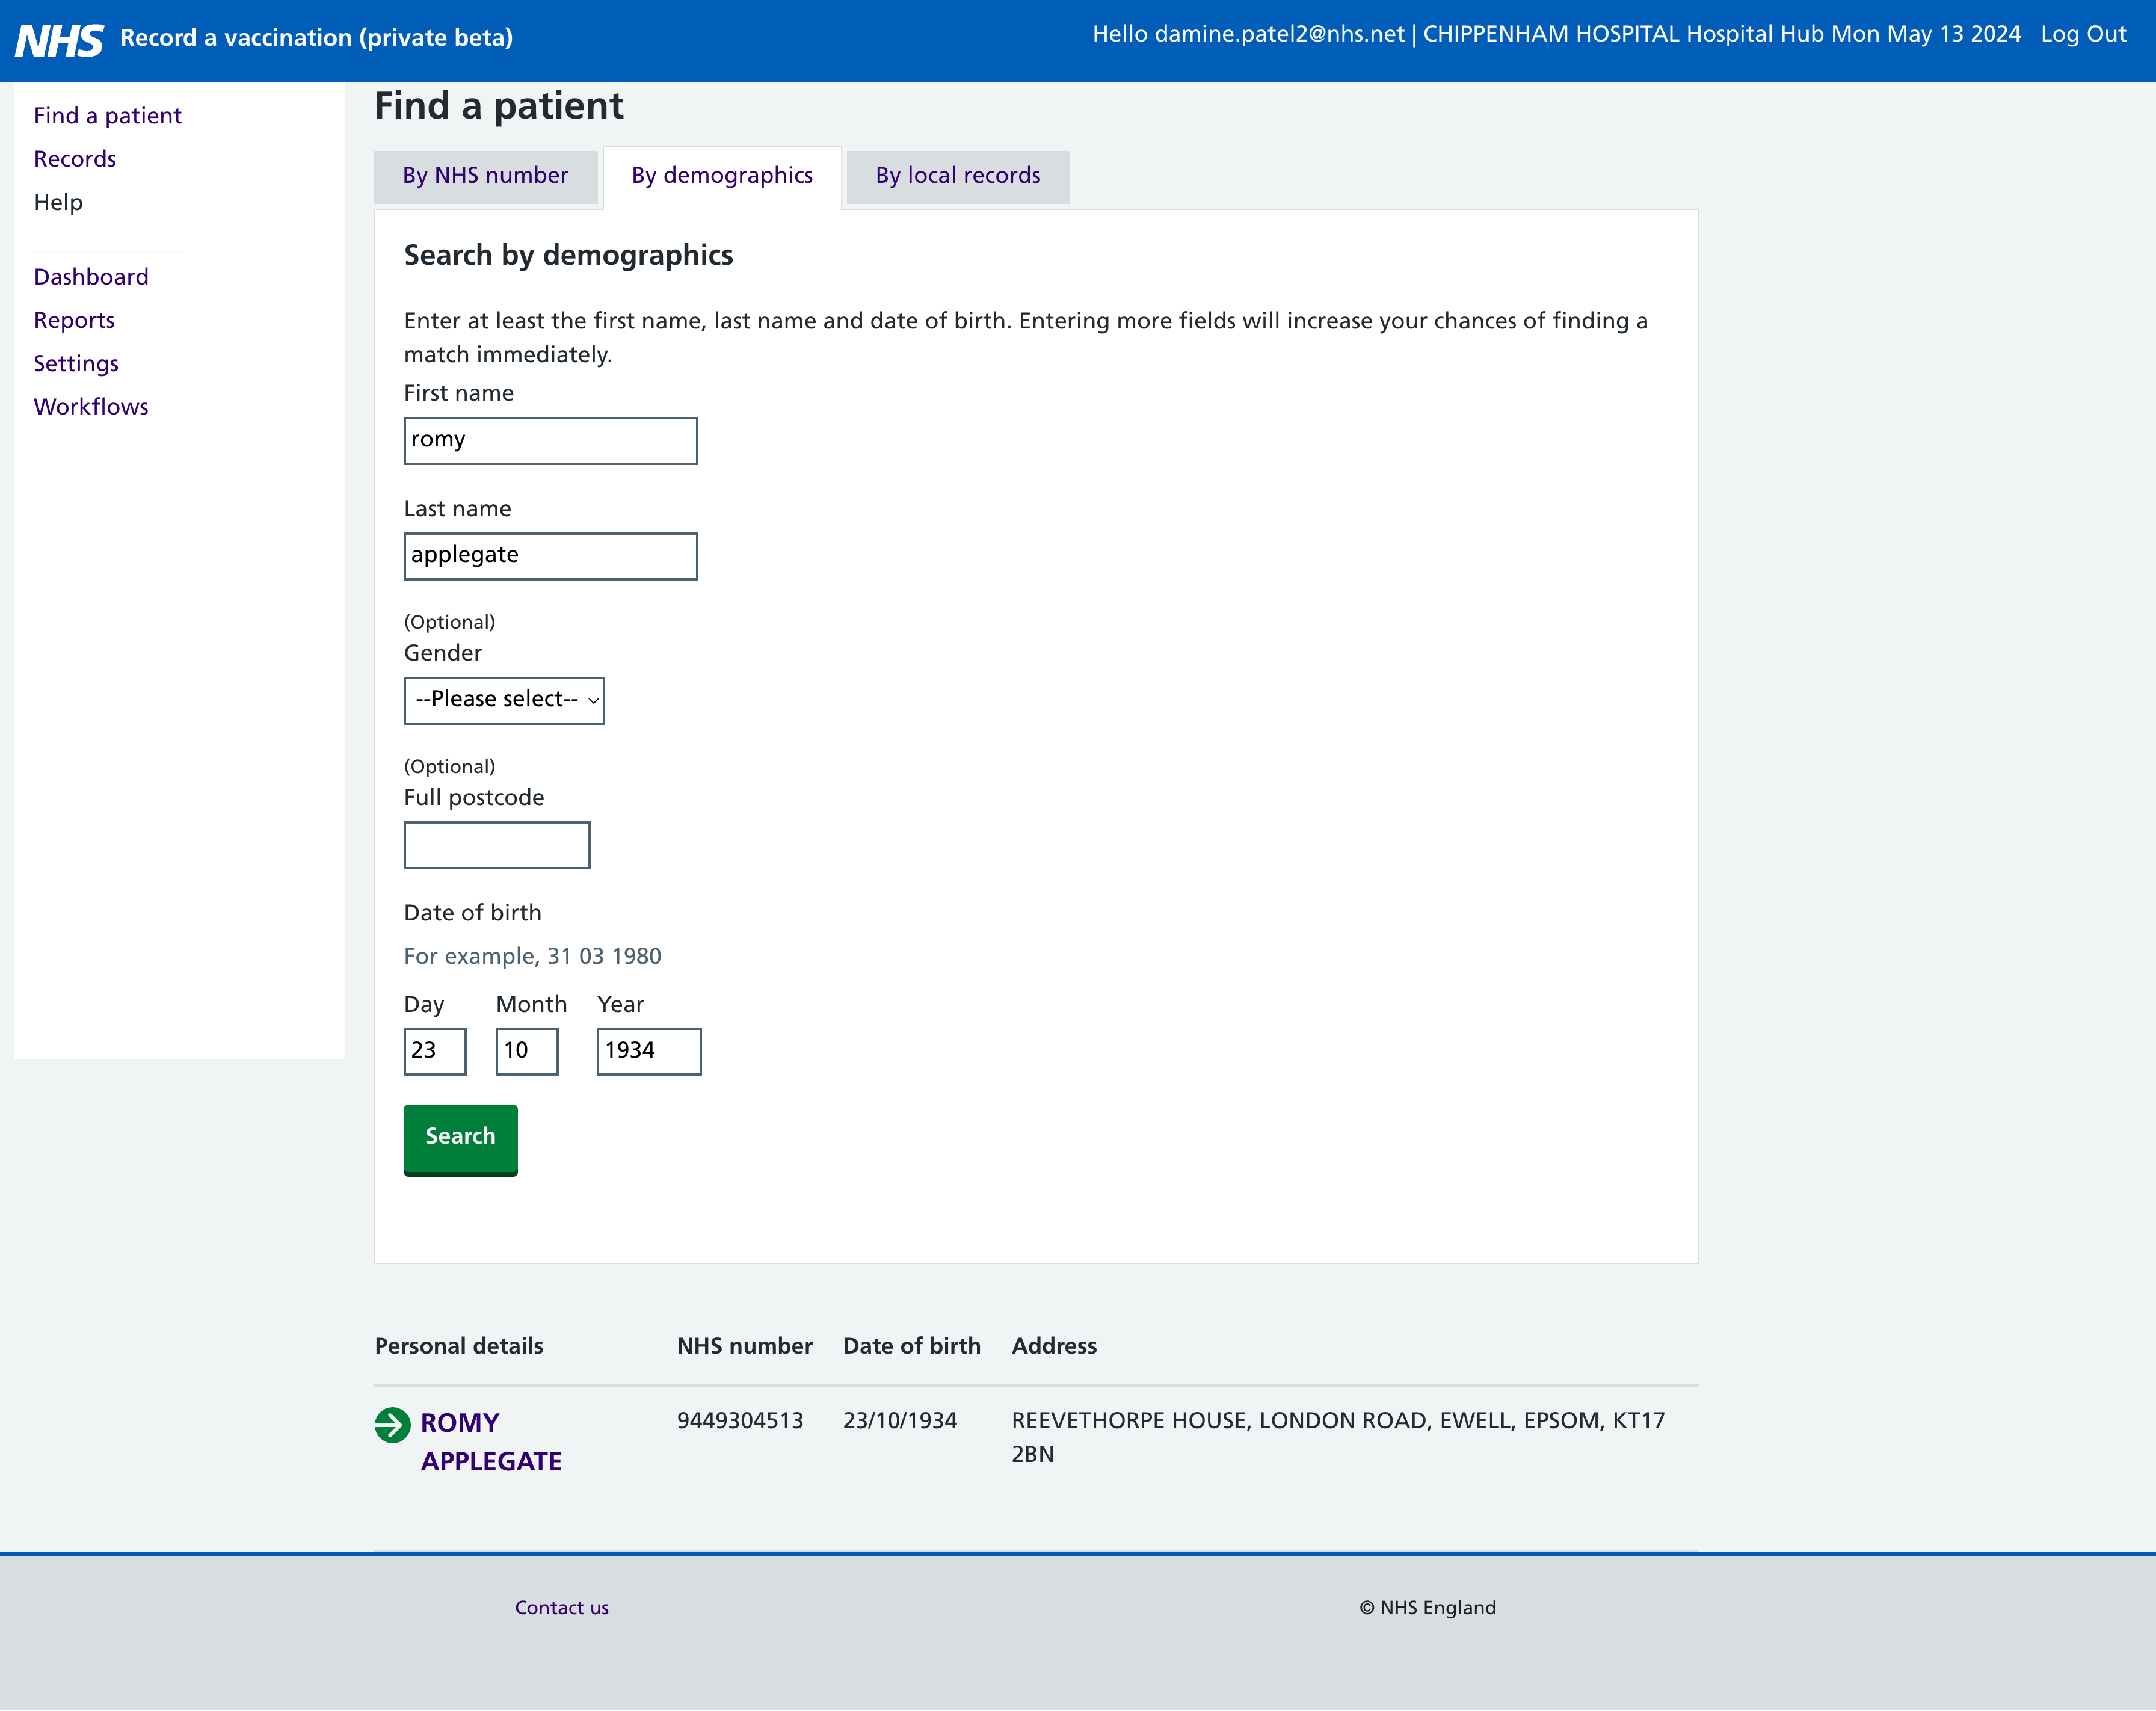 NHS Record a vaccination (private beta)
Hello damine.patel2@nhs.net | CHIPPENHAM HOSPITAL Hospital Hub Mon May 13 2024 Log Out
Find a patient
Records
Help
Dashboard
Reports
Settings
Workflows
Find a patient
By NHS number By demographics By local records
Search by demographics
Enter at least the first name, last name and date of birth. Entering more fields will increase your chances of finding a
match immediately.
First name
romy
Last name
applegate
(Optional)
Gender
--Please select--
(Optional)
Full postcode
Date of birth
For example, 31 03 1980
Day Month Year
23 10 1934
Search
Personal details NHS number Date of birth Address
ROMY 9449304513 23/10/1934 REEVETHORPE HOUSE, LONDON ROAD, EWELL, EPSOM, KT17
APPLEGATE 2BN
Contact us © NHS England